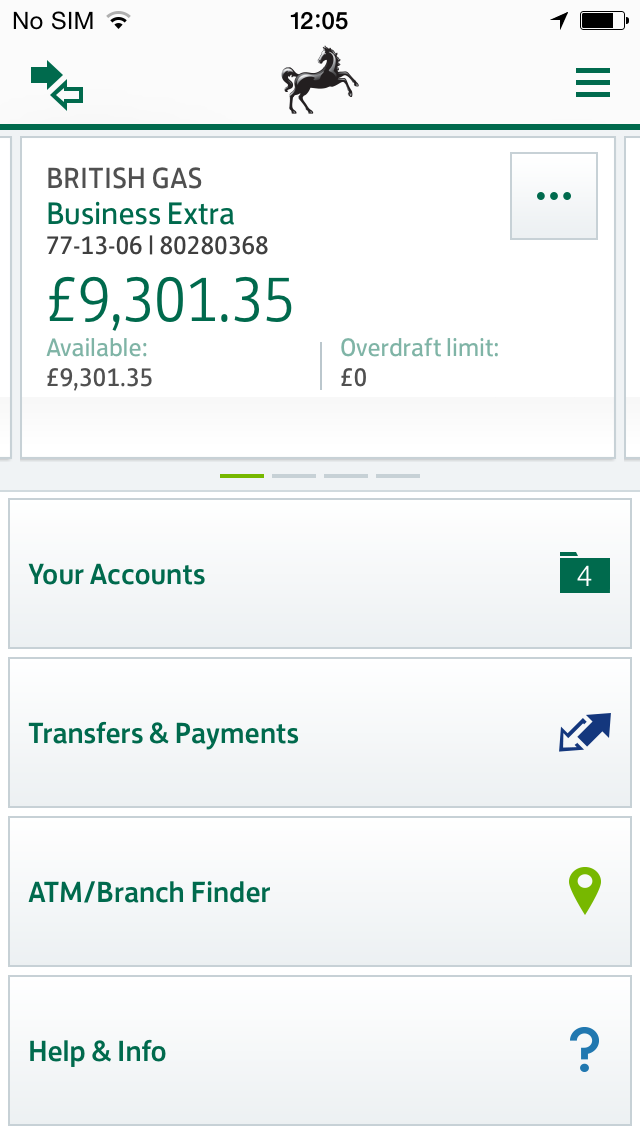 No SIM 12:05
BRITISH GAS
Business Extra
77-13-06 | 80280368
£9,301.35
Available: Overdraft limit:
£9,301.35 £0
Your Accounts 4
Transfers & Payments
ATM/Branch Finder
Help & Info ?